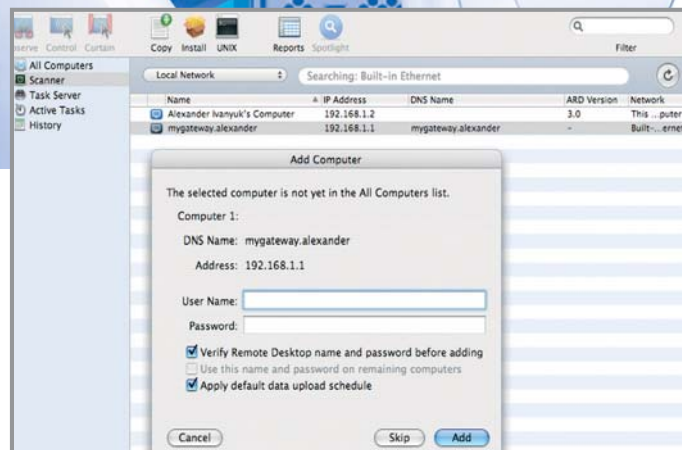 Control Curtain Copy Install UNIX Reports Spotlight Filter
All Computers
Scanner
Task Server
Active Tasks
History
Local Network
Searching: Built-in Ethernet
Name IP Address DNS Name ARD Version Network
Alexander Ivanyuk's Computer 192.168.1.2 3.0 This ...puter
mygateway.alexander 192.168.1.1 mygateway.alexander - Built-...ernet
Add Computer
The selected computer is not yet in the All Computers list.
Computer 1:
DNS Name: mygateway.alexander
Address: 192.168.1.1
User Name:
Password:
Verify Remote Desktop name and password before adding
Use this name and password on remaining computers
Apply default data upload schedule
Cancel Skip Add